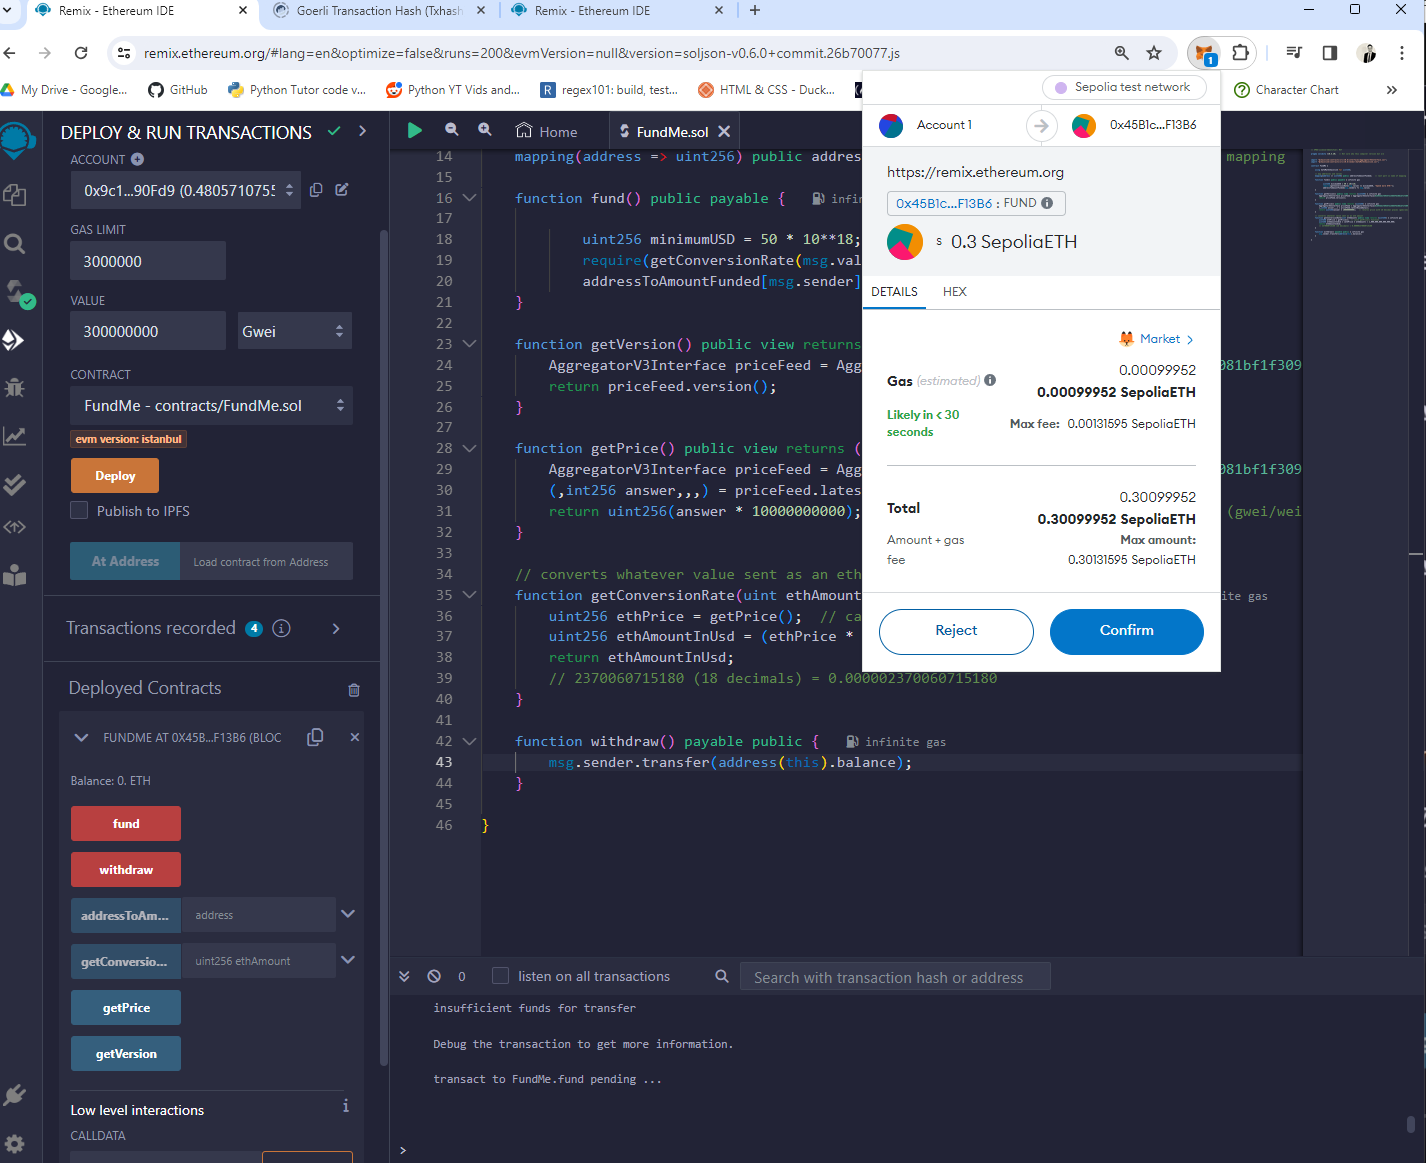 Remix - Ethereum IDE
Goerli Transaction Hash (Txhash
Remix - Ethereum IDE
remix.ethereum.org/#lang=en&optimize=false&runs=200&evmVersion=null&version=soljson-v0.6.0+commit.26b70077.js
1
My Drive - Google...
GitHub
Python Tutor code v...
Python YT Vids and...
regex101: build, test...
HTML & CSS - Duck...
Character Chart
DEPLOY & RUN TRANSACTIONS
ACCOUNT
0x9c1...90Fd9 (0.4805710755
GAS LIMIT
3000000
VALUE
300000000
Gwei
CONTRACT
FundMe - contracts/FundMe.sol
evm version: istanbul
Deploy
Publish to IPFS
At Address
Load contract from Address
Transactions recorded 4
Deployed Contracts
FUNDME AT 0X45B...F13B6 (BLOC
Balance: 0. ETH
fund
withdraw
addressToAm...
address
getConversio...
uint256 ethAmount
getPrice
getVersion
Low level interactions
CALLDATA
Home
FundMe.sol
14 mapping(address => uint256) public addres
mapping
15
16 function fund() public payable { infin
17
18 uint256 minimumUSD = 50 * 10**18;
19 require(getConversionRate(msg.val
20 addressToAmountFunded[msg.sender]
21 }
22
23 function getVersion() public view returns
24 AggregatorV3Interface priceFeed = Agg
081bf1f309
25 return priceFeed.version();
26 }
27
28 function getPrice() public view returns (
29 AggregatorV3Interface priceFeed = Agg
081bf1f309
30 (,int256 answer,,,) = priceFeed.lates
31 return uint256(answer * 10000000000);
(gwei/wei
32 }
33
34 // converts whatever value sent as an eth
35 function getConversionRate(uint ethAmount
ite gas
36 uint256 ethPrice = getPrice(); // ca
37 uint256 ethAmountInUsd = (ethPrice *
38 return ethAmountInUsd;
39 // 2370060715180 (18 decimals) = 0.000002370060715180
40 }
41
42 function withdraw() payable public { infinite gas
43 msg.sender.transfer(address(this).balance);
44 }
45
46 }
Sepolia test network
Account 1
0x45B1c...F13B6
https://remix.ethereum.org
0x45B1c...F13B6 : FUND
S 0.3 SepoliaETH
DETAILS
HEX
Market
Gas (estimated)
0.00099952
0.00099952 SepoliaETH
Likely in < 30 seconds
Max fee: 0.00131595 SepoliaETH
Total
0.30099952
0.30099952 SepoliaETH
Amount + gas fee
Max amount:
0.30131595 SepoliaETH
Reject
Confirm
0
listen on all transactions
Search with transaction hash or address
insufficient funds for transfer
Debug the transaction to get more information.
transact to FundMe.fund pending ...
>